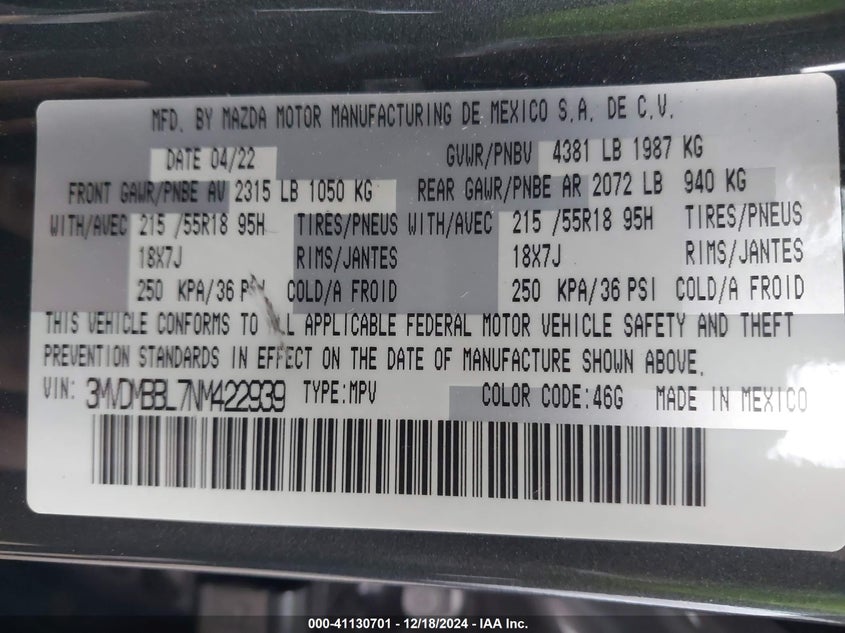 MFD. BY MAZDA MOTOR MANUFACTURING DE MEXICO S.A. DE C.V.
DATE 04/22 GVWR/PNBV 4381 LB 1987 KG
FRONT GAWR/PNBE AV 2315 LB 1050 KG REAR GAWR/PNBE AR 2072 LB 940 KG
WITH/AVEC 215 /55R18 95H TIRES/PNEUS WITH/AVEC 215 /55R18 95H TIRES/PNEUS
18X7J RIMS/JANTES 18X7J RIMS/JANTES
250 KPA/36 PSI COLD/A FROID 250 KPA/36 PSI COLD/A FROID
THIS VEHICLE CONFORMS TO ALL APPLICABLE FEDERAL MOTOR VEHICLE SAFETY AND THEFT
PREVENTION STANDARDS IN EFFECT ON THE DATE OF MANUFACTURE SHOWN ABOVE.
VIN: 3MVDMBBL7NM422939 TYPE:MPV COLOR CODE:46G MADE IN MEXICO
000-41130701 - 12/18/2024 - IAA Inc.